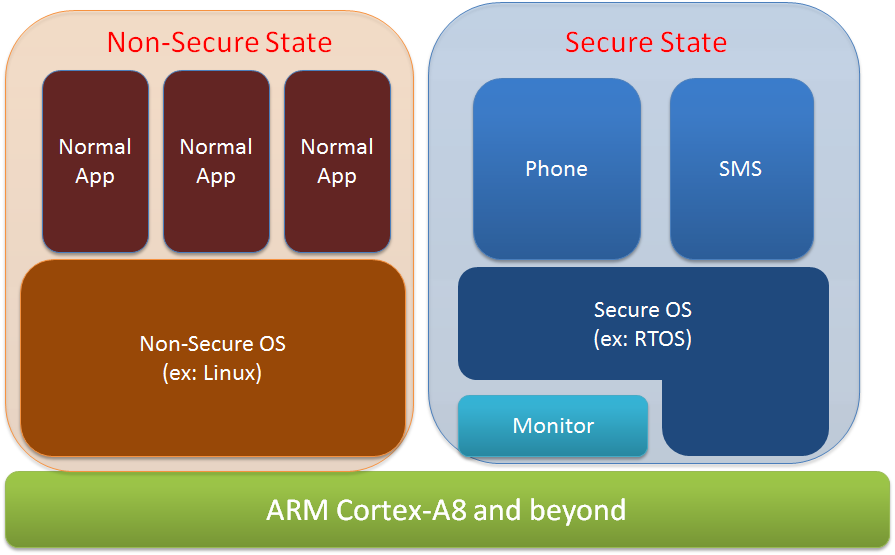 Non-Secure State
Normal
App
Normal
App
Normal
App
Non-Secure OS
(ex: Linux)
Secure State
Phone
SMS
Secure OS
(ex: RTOS)
Monitor
ARM Cortex-A8 and beyond